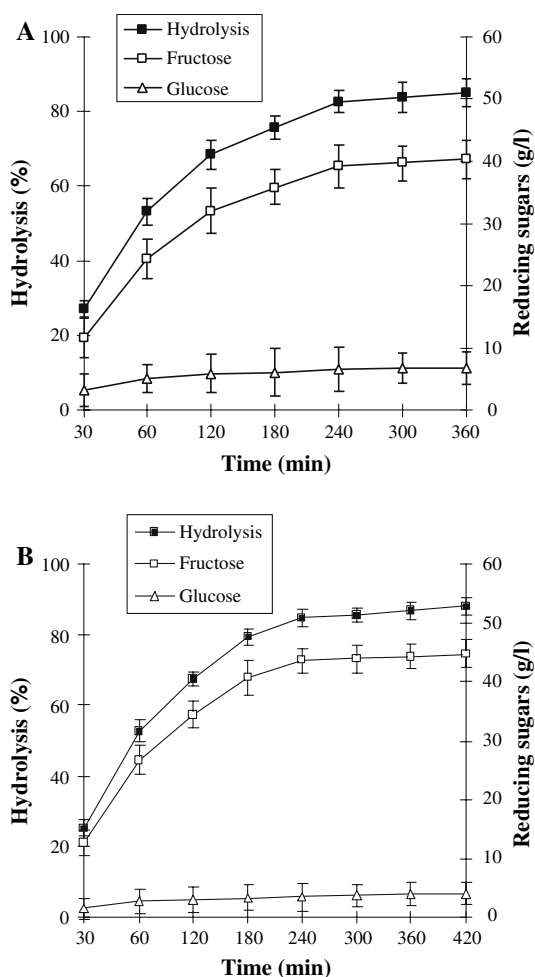 A
Hydrolysis
Fructose
Glucose
100
80
60
40
20
0
Hydrolysis (%)
60
50
40
30
20
10
0
Reducing sugars (g/l)
30 60 120 180 240 300 360
Time (min)
B
Hydrolysis
Fructose
Glucose
100
80
60
40
20
0
Hydrolysis (%)
60
50
40
30
20
10
0
Reducing sugars (g/l)
30 60 120 180 240 300 360 420
Time (min)